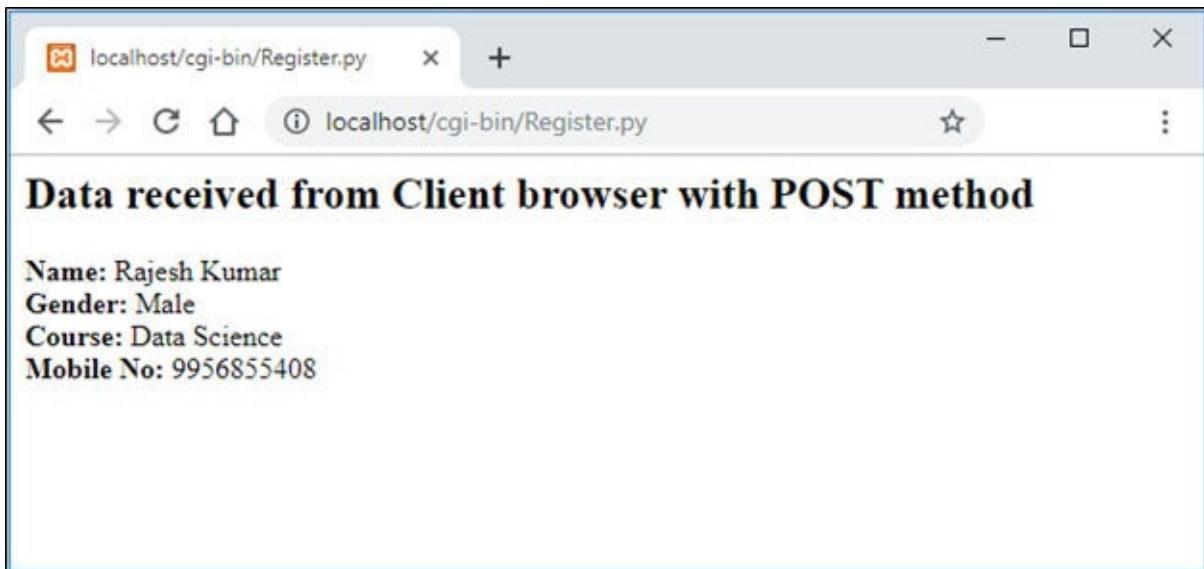 localhost/cgi-bin/Register.py
localhost/cgi-bin/Register.py
Data received from Client browser with POST method
Name: Rajesh Kumar
Gender: Male
Course: Data Science
Mobile No: 9956855408